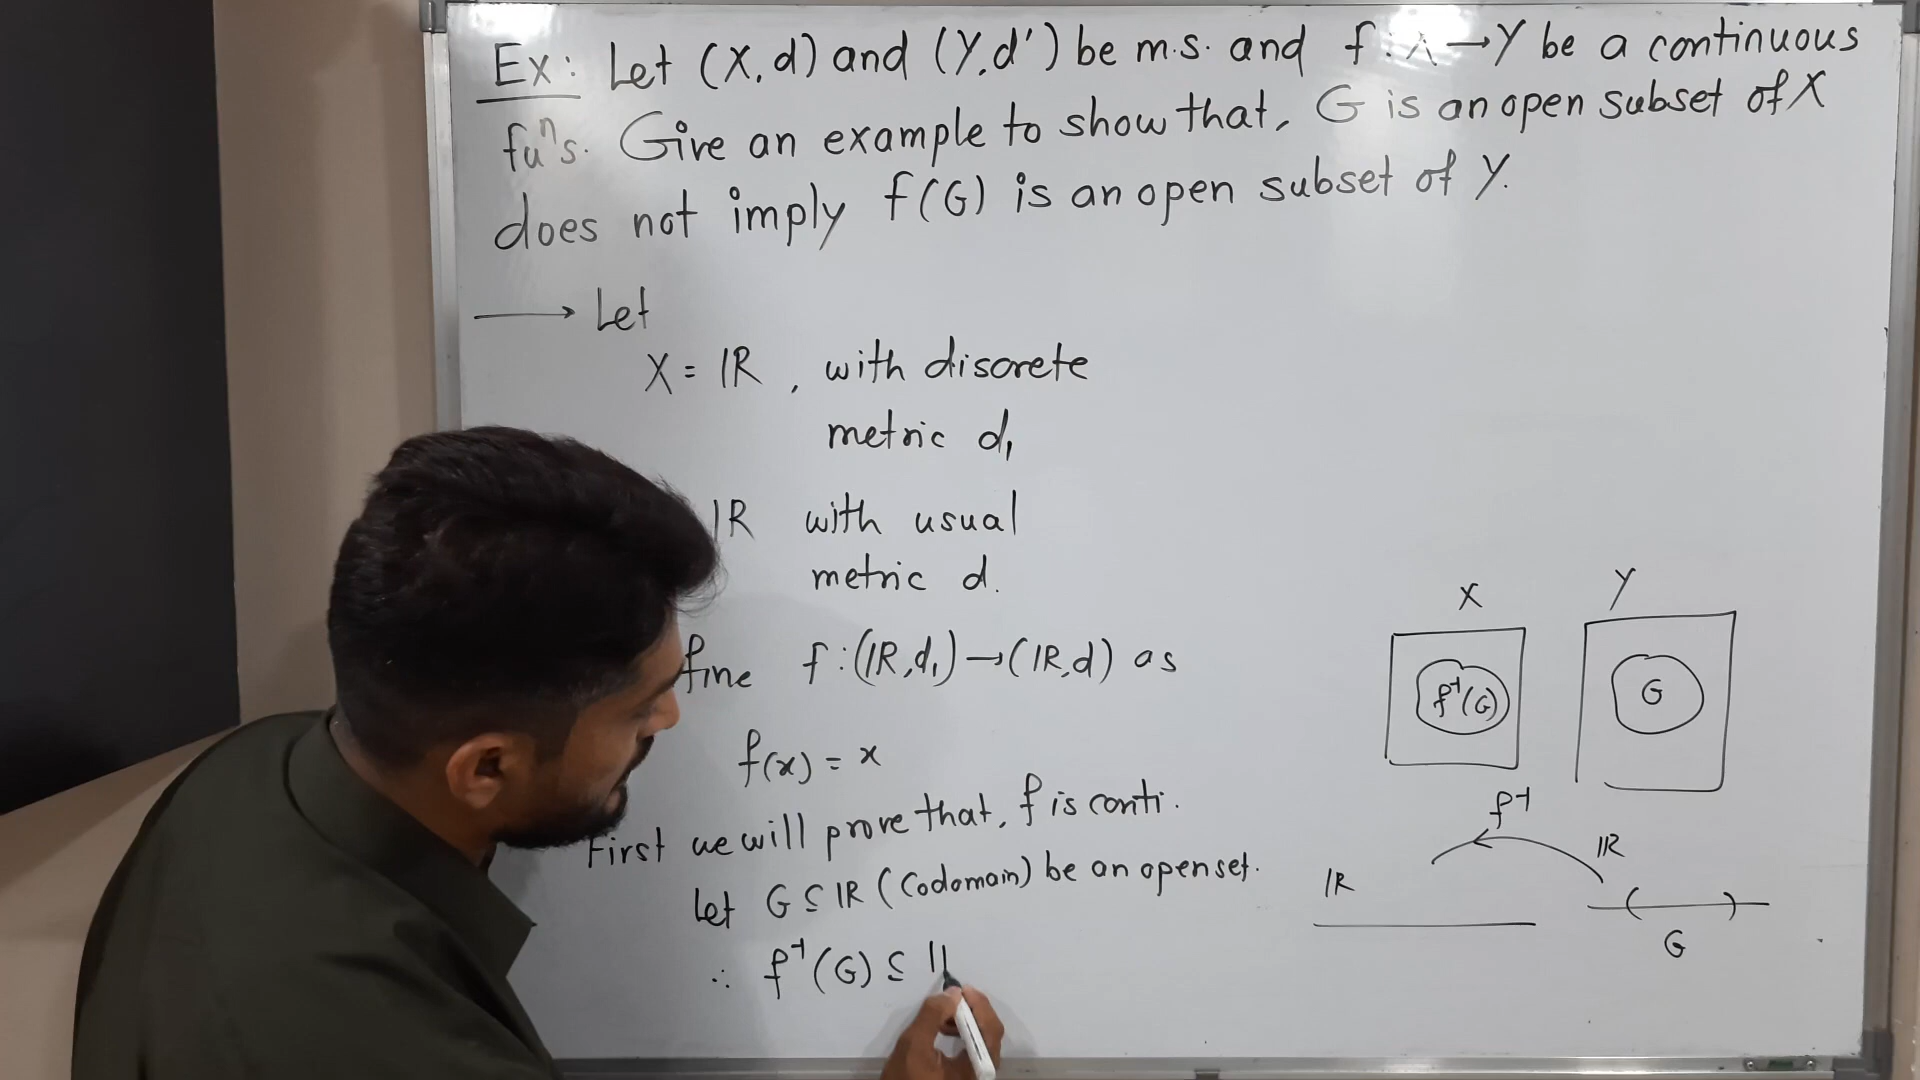 Ex: Let (X,d) and (Y,d') be m.s. and f: X→Y be a continuous
fuⁿs. Give an example to show that, G is an open subset of X
does not imply f(G) is an open subset of Y.
→ Let
X = IR, with discrete
metric d₁
IR with usual
metric d.
fine f:(IR,d₁)→(IR,d) as
f(x) = x
First we will prove that, f is conti.
Let G ⊆ IR (Codomain) be an open set.
∴ f⁻¹(G) ⊆
X Y
f⁻¹(G) G
f⁻¹
IR IR
G